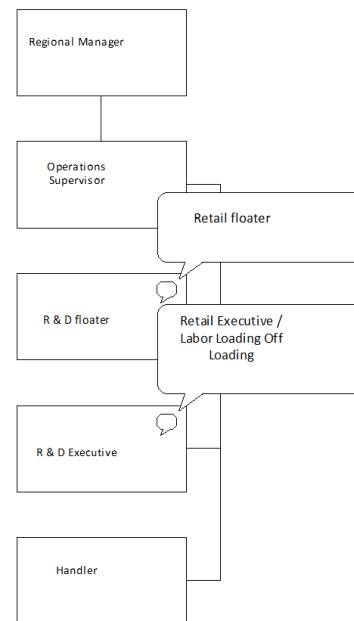 Regional Manager
Operations
Supervisor
Retail floater
R & D floater
Retail Executive /
Labor Loading Off
Loading
R & D Executive
Handler